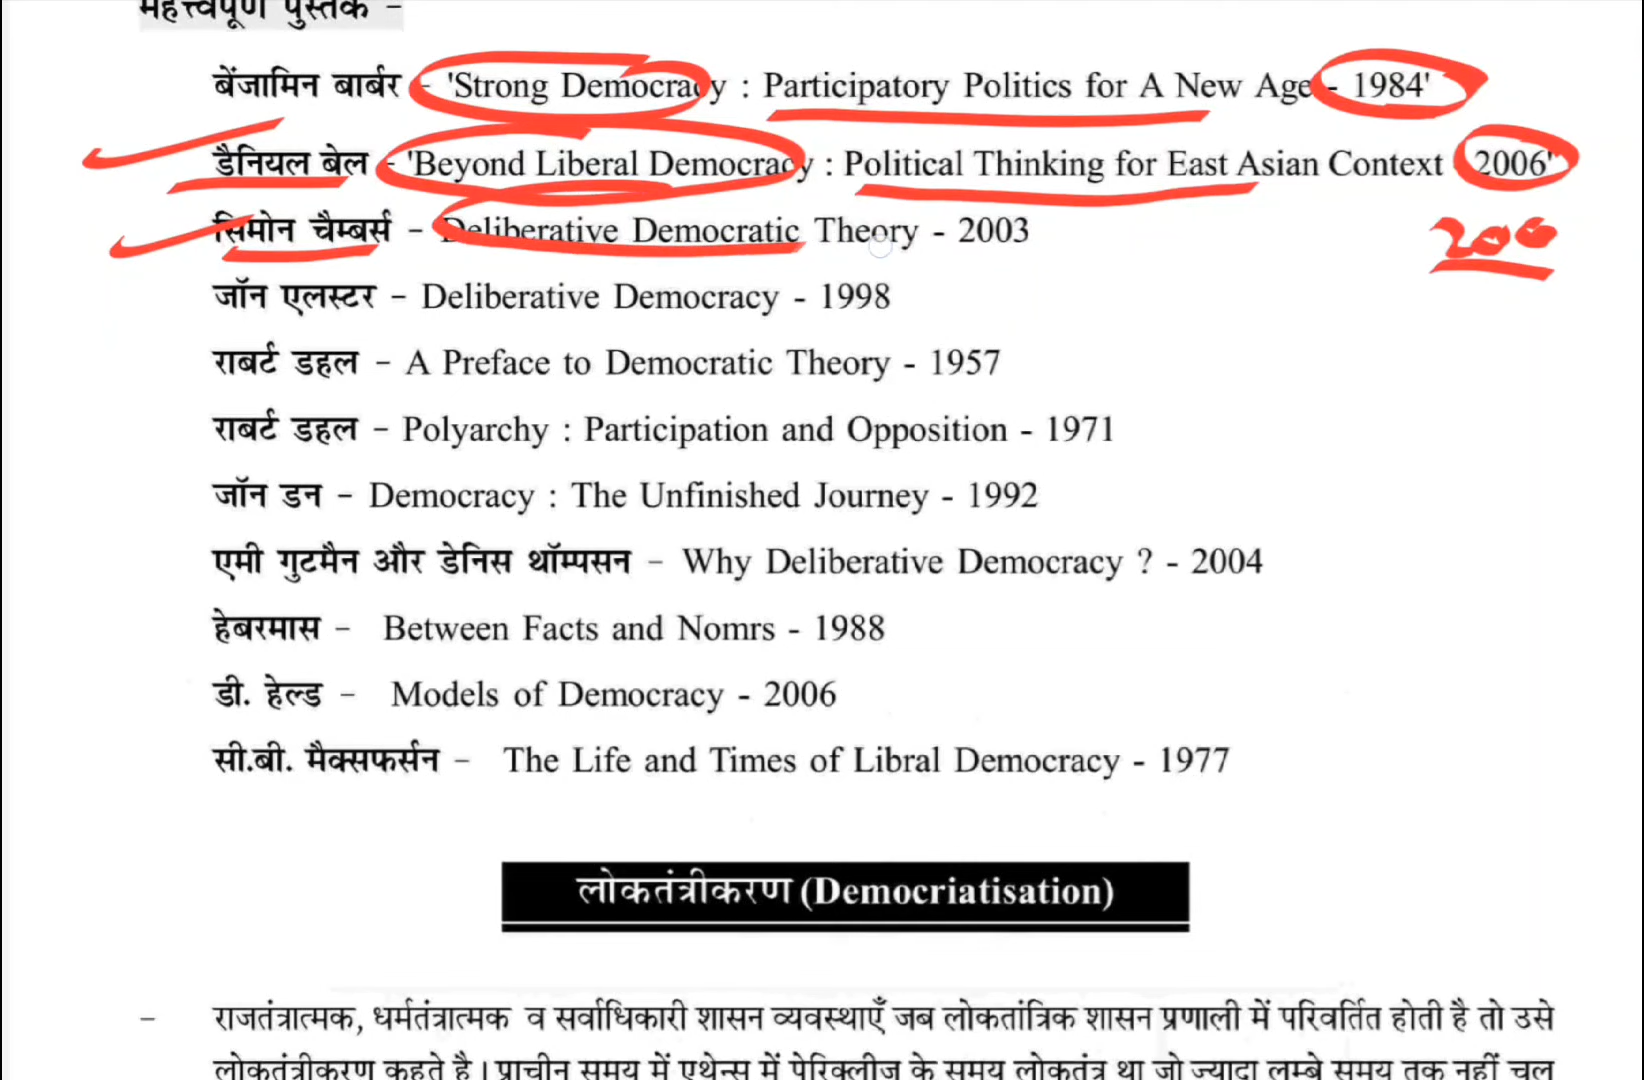 महत्त्वपूर्ण पुस्तक –
बेंजामिन बार्बर - 'Strong Democracy : Participatory Politics for A New Age - 1984'
डैनियल बेल - 'Beyond Liberal Democracy : Political Thinking for East Asian Context 2006'
सिमोन चैम्बर्स – Deliberative Democratic Theory - 2003
2006
जॉन एलस्टर – Deliberative Democracy - 1998
राबर्ट डहल – A Preface to Democratic Theory - 1957
राबर्ट डहल – Polyarchy : Participation and Opposition - 1971
जॉन डन – Democracy : The Unfinished Journey - 1992
एमी गुटमैन और डेनिस थॉम्पसन – Why Deliberative Democracy ? - 2004
हेबरमास – Between Facts and Nomrs - 1988
डी. हेल्ड – Models of Democracy - 2006
सी.बी. मैक्सफर्सन – The Life and Times of Libral Democracy - 1977
लोकतंत्रीकरण (Democriatisation)
– राजतंत्रात्मक, धर्मतंत्रात्मक व सर्वाधिकारी शासन व्यवस्थाएँ जब लोकतांत्रिक शासन प्रणाली में परिवर्तित होती है तो उसे
लोकतंत्रीकरण कहते है। प्राचीन समय में एथेन्स में पेरिक्लीज के समय लोकतंत्र था जो ज्यादा लम्बे समय तक नहीं चल